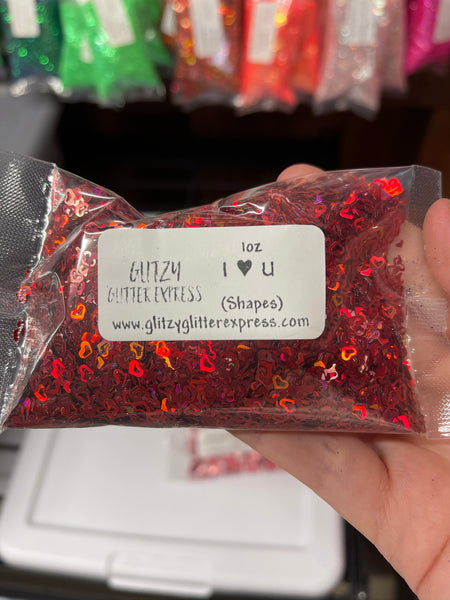 1oz
GLITZY I ♥ U
GLITTER EXPRESS (Shapes)
www.glitzyglitterexpress.com